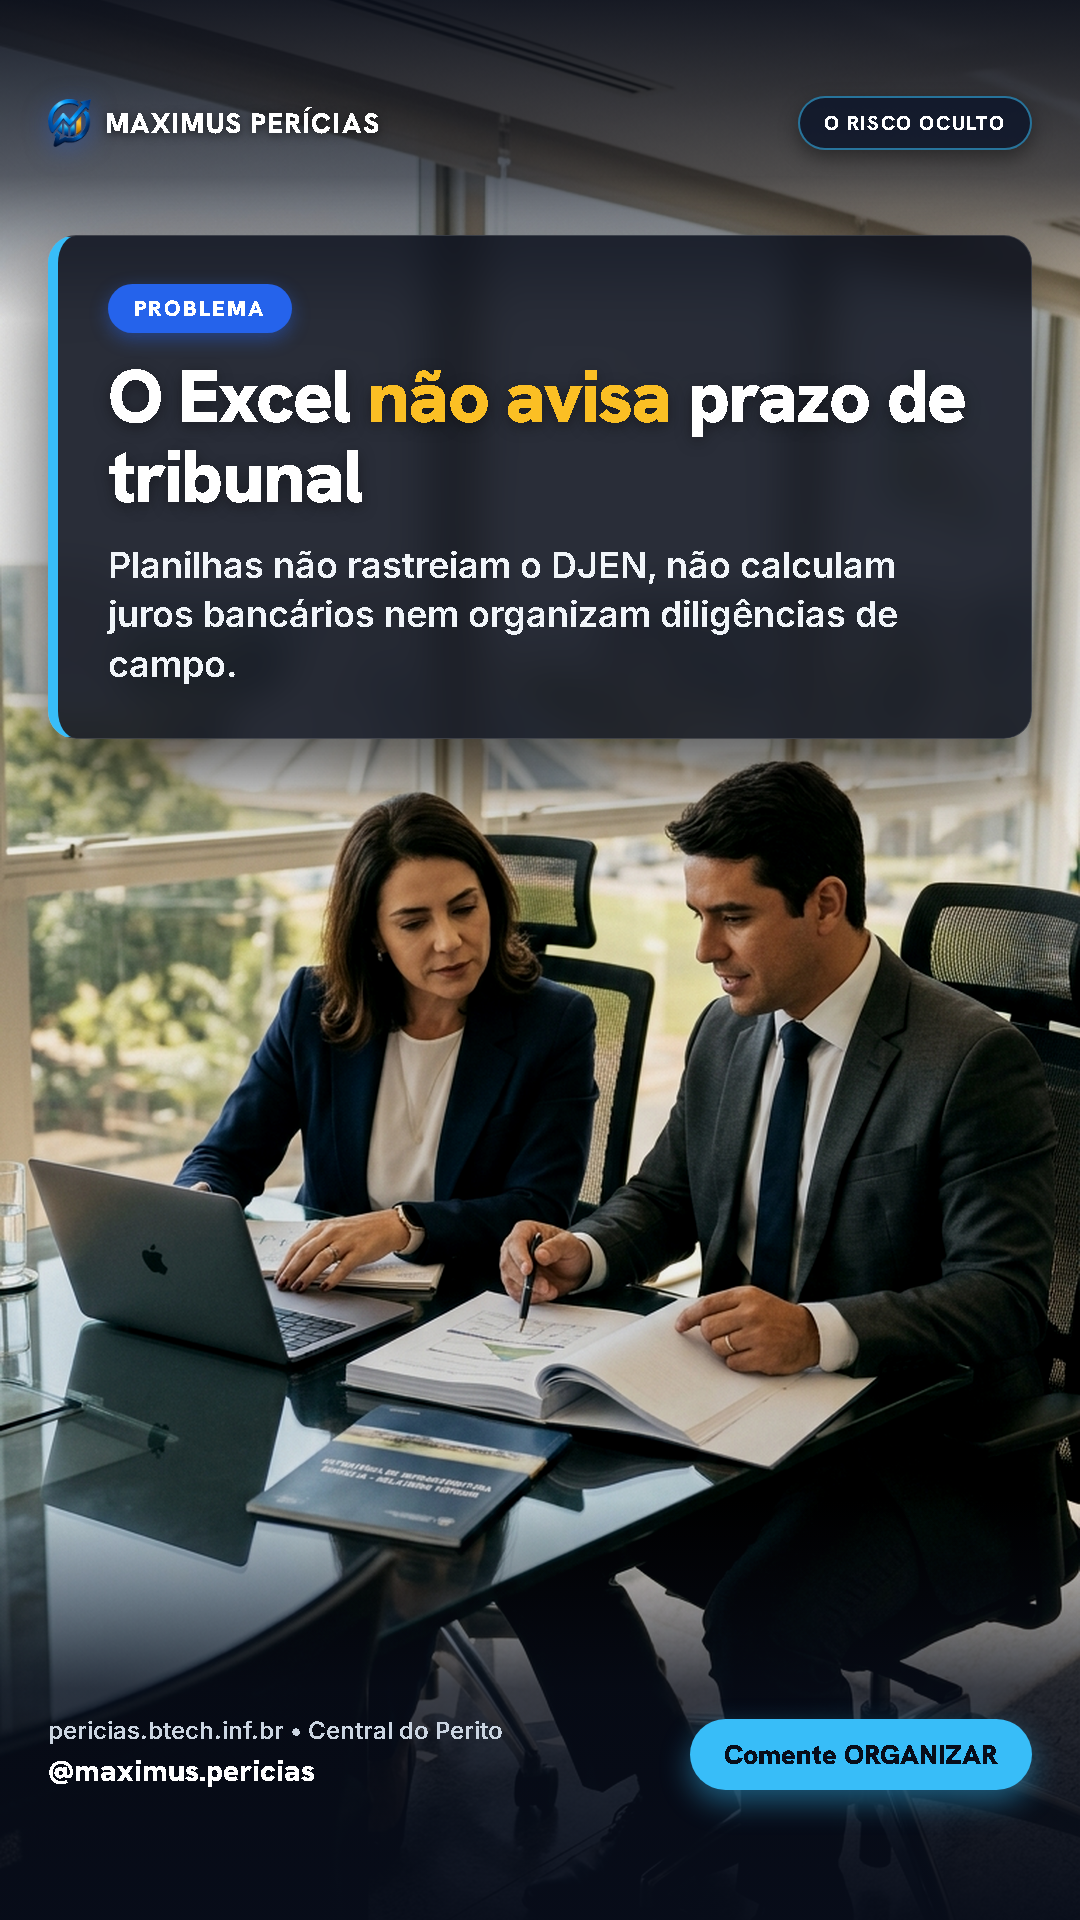 MAXIMUS PERÍCIAS
O RISCO OCULTO
PROBLEMA
O Excel não avisa prazo de
tribunal
Planilhas não rastreiam o DJEN, não calculam
juros bancários nem organizam diligências de
campo.
pericias.btech.inf.br • Central do Perito
@maximus.pericias
Comente ORGANIZAR